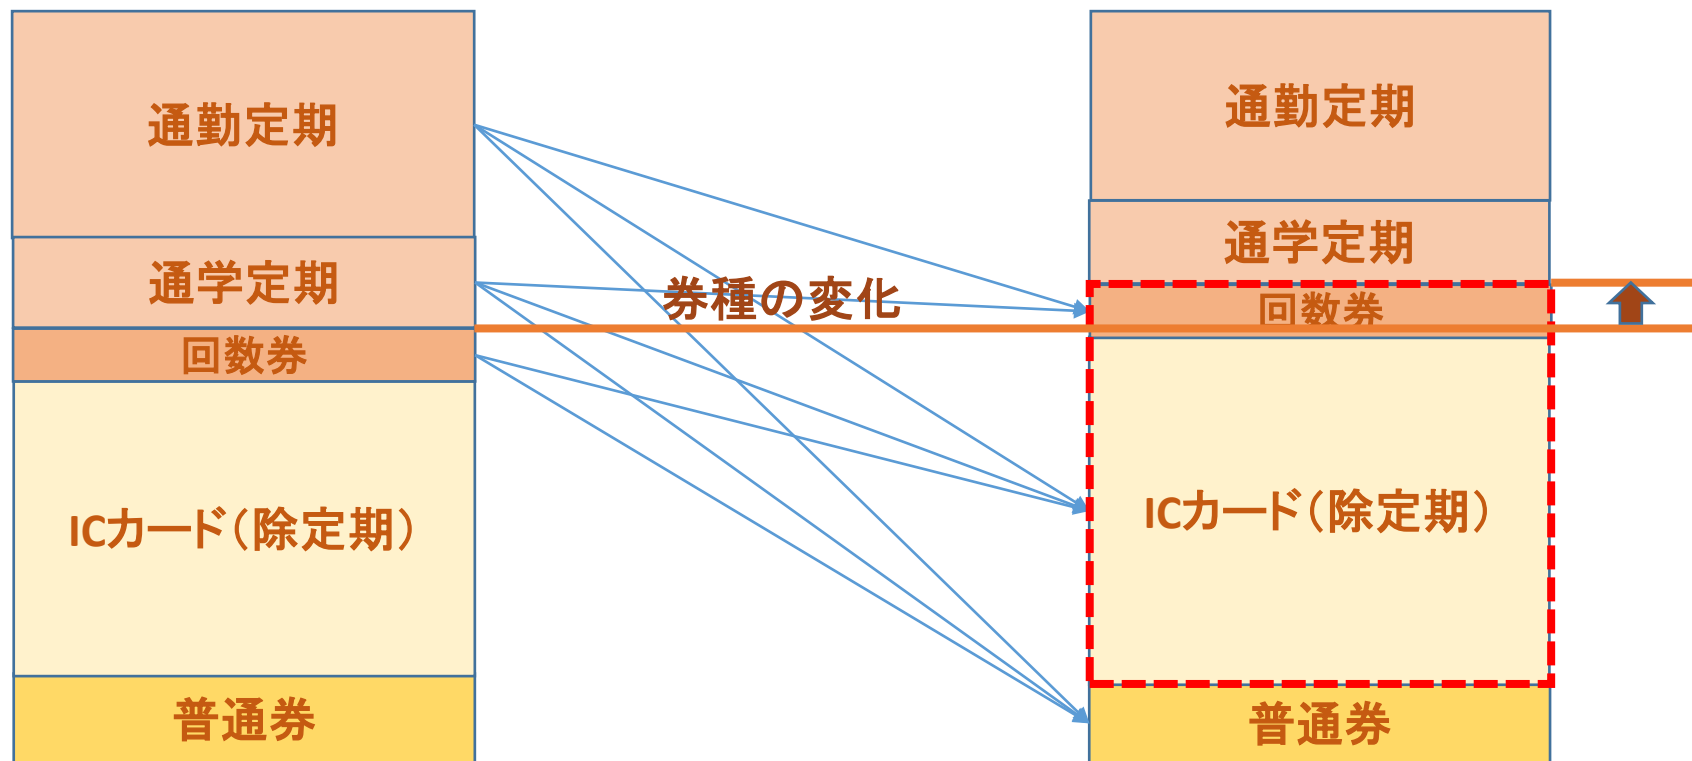 通勤定期
通学定期
回数券
ICカード（除定期）
普通券
券種の変化
通勤定期
通学定期
回数券
ICカード（除定期）
普通券